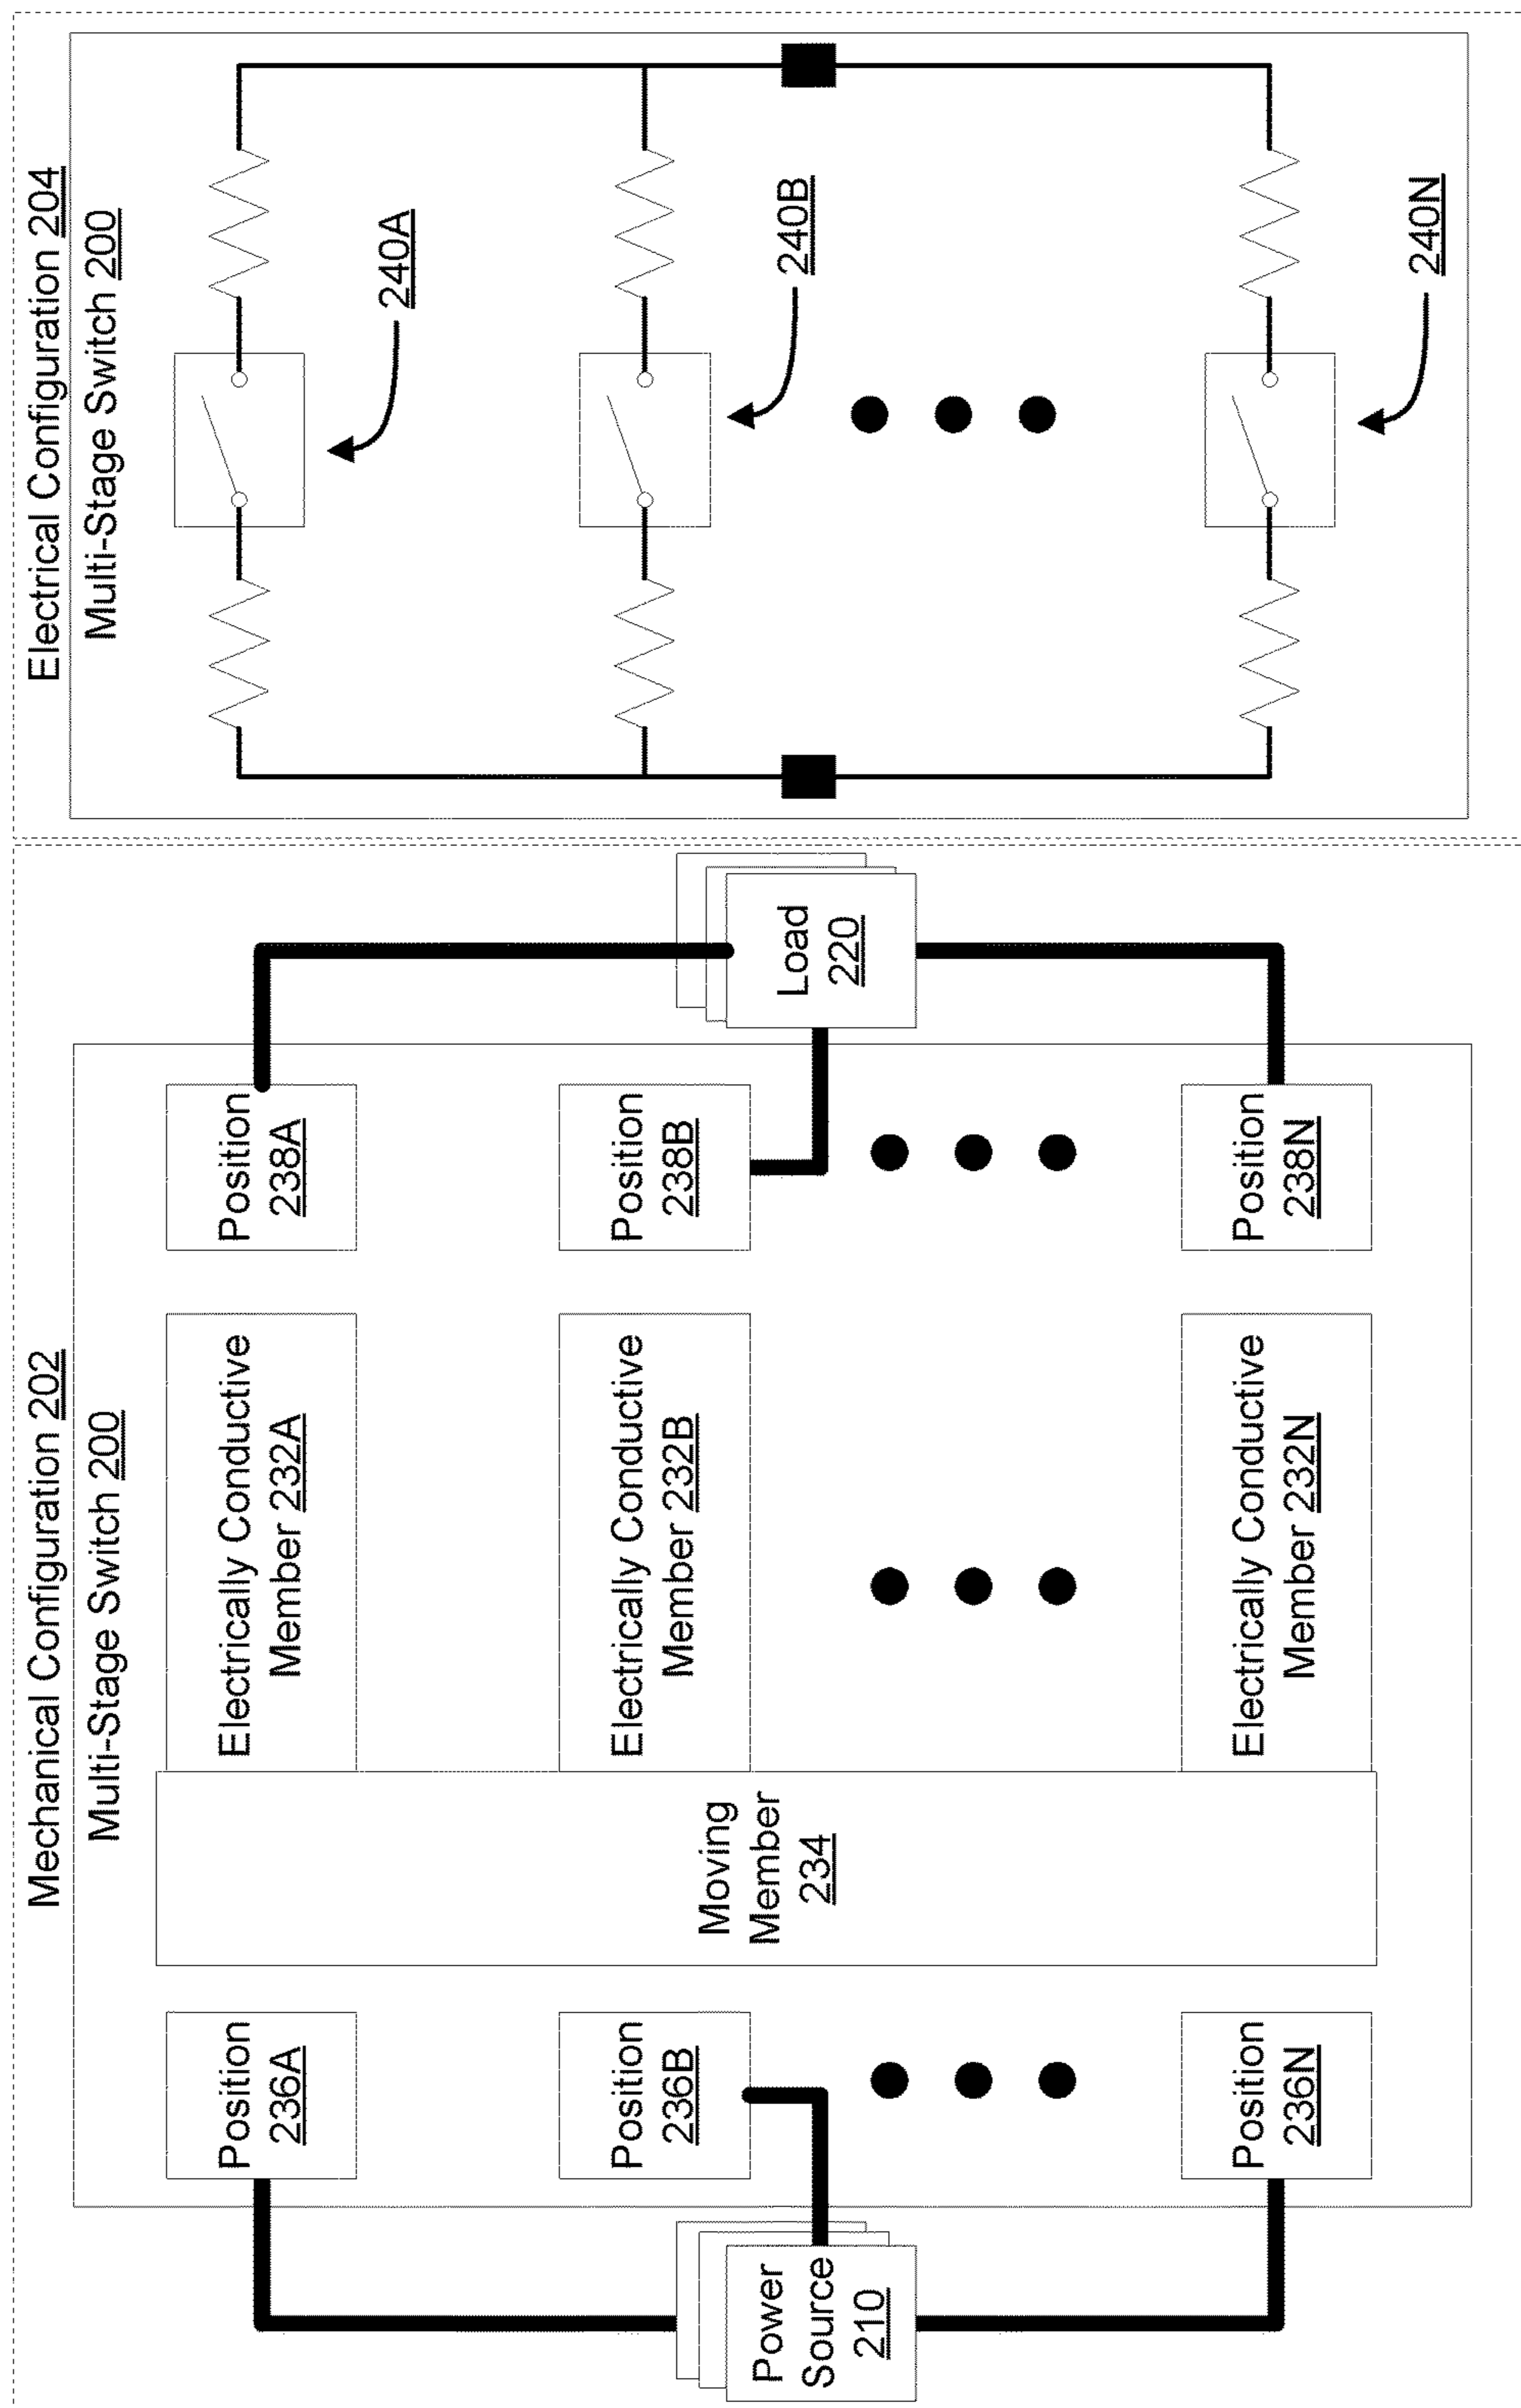 Mechanical Configuration 202
Multi-Stage Switch 200
Power
Source
210
Position
236A
Position
236B
Position
236N
Moving
Member
234
Electrically Conductive
Member 232A
Electrically Conductive
Member 232B
Electrically Conductive
Member 232N
Position
238A
Position
238B
Position
238N
Load
220
Electrical Configuration 204
Multi-Stage Switch 200
240A
240B
240N